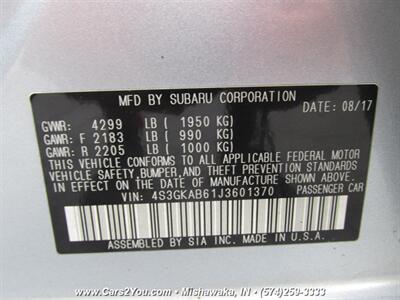 MFD BY SUBARU CORPORATION
DATE: 08/17
GVWR: 4299 LB ( 1950 KG)
GAWR: F 2183 LB ( 990 KG)
GAWR: R 2205 LB ( 1000 KG)
THIS VEHICLE CONFORMS TO ALL APPLICABLE FEDERAL MOTOR
VEHICLE SAFETY,BUMPER,AND THEFT PREVENTION STANDARDS
IN EFFECT ON THE DATE OF MANUFACTURE SHOWN ABOVE.
VIN: 4S3GKAB61J3601370 PASSENGER CAR
ASSEMBLED BY SIA INC. MADE IN U.S.A.
www.Cars2You.com - Mishawaka, IN - (574)259-3333